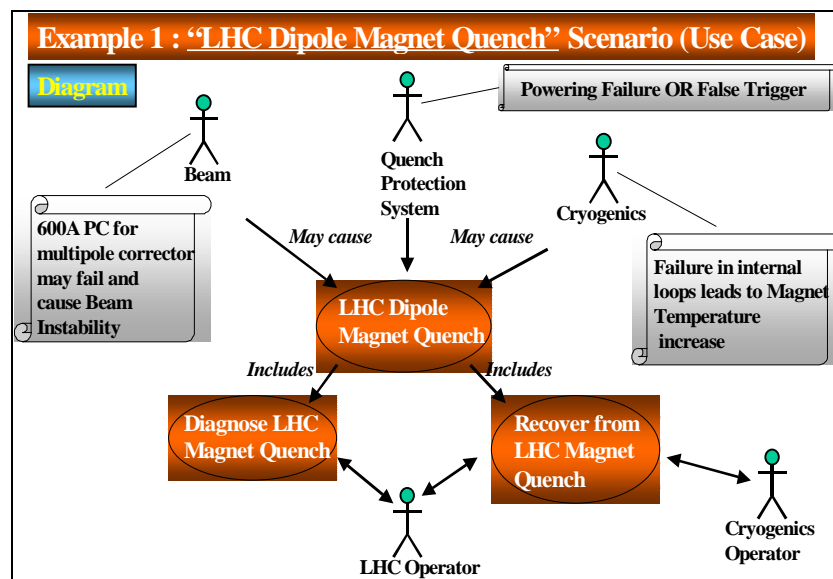 Example 1 : “LHC Dipole Magnet Quench” Scenario (Use Case)
Diagram
Powering Failure OR False Trigger
Beam
Quench
Protection
System
Cryogenics
600A PC for
multipole corrector
may fail and
cause Beam
Instability
May cause
May cause
Failure in internal
loops leads to Magnet
Temperature
increase
LHC Dipole
Magnet Quench
Includes
Includes
Diagnose LHC
Magnet Quench
Recover from
LHC Magnet
Quench
LHC Operator
Cryogenics
Operator